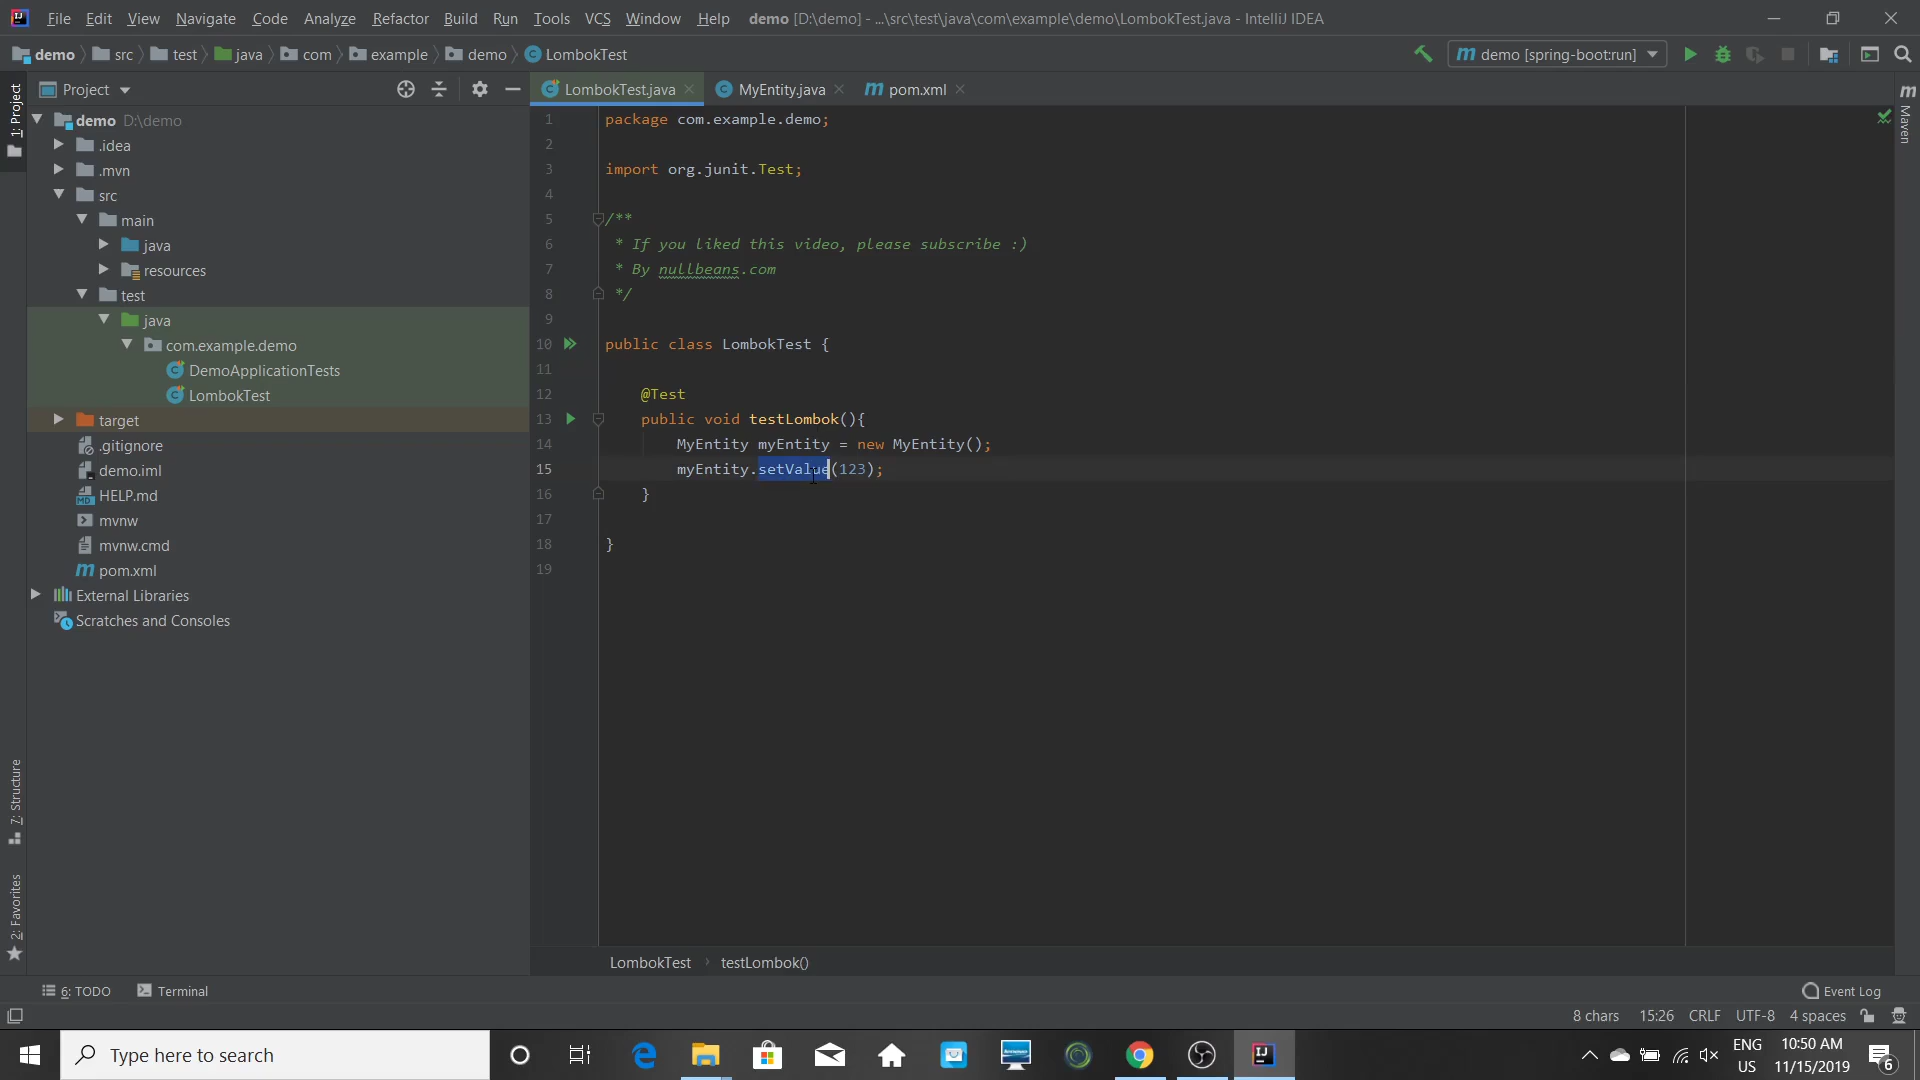 File Edit View Navigate Code Analyze Refactor Build Run Tools VCS Window Help demo [D:\demo] - ...\src\test\java\com\example\demo\LombokTest.java - IntelliJ IDEA
demo src test java com example demo LombokTest
demo [spring-boot:run]
Project
LombokTest.java MyEntity.java pom.xml
1: Project
Maven
demo D:\demo
.idea
.mvn
src
main
java
resources
test
java
com.example.demo
DemoApplicationTests
LombokTest
target
.gitignore
demo.iml
HELP.md
mvnw
mvnw.cmd
pom.xml
External Libraries
Scratches and Consoles
7: Structure
2: Favorites
1 package com.example.demo;
2
3 import org.junit.Test;
4
5 /**
6 * If you liked this video, please subscribe :)
7 * By nullbeans.com
8 */
9
10 public class LombokTest {
11
12 @Test
13 public void testLombok(){
14 MyEntity myEntity = new MyEntity();
15 myEntity.setValue(123);
16 }
17
18 }
19
LombokTest testLombok()
6: TODO Terminal Event Log
8 chars 15:26 CRLF UTF-8 4 spaces
Type here to search
ENG
US
10:50 AM
11/15/2019
6